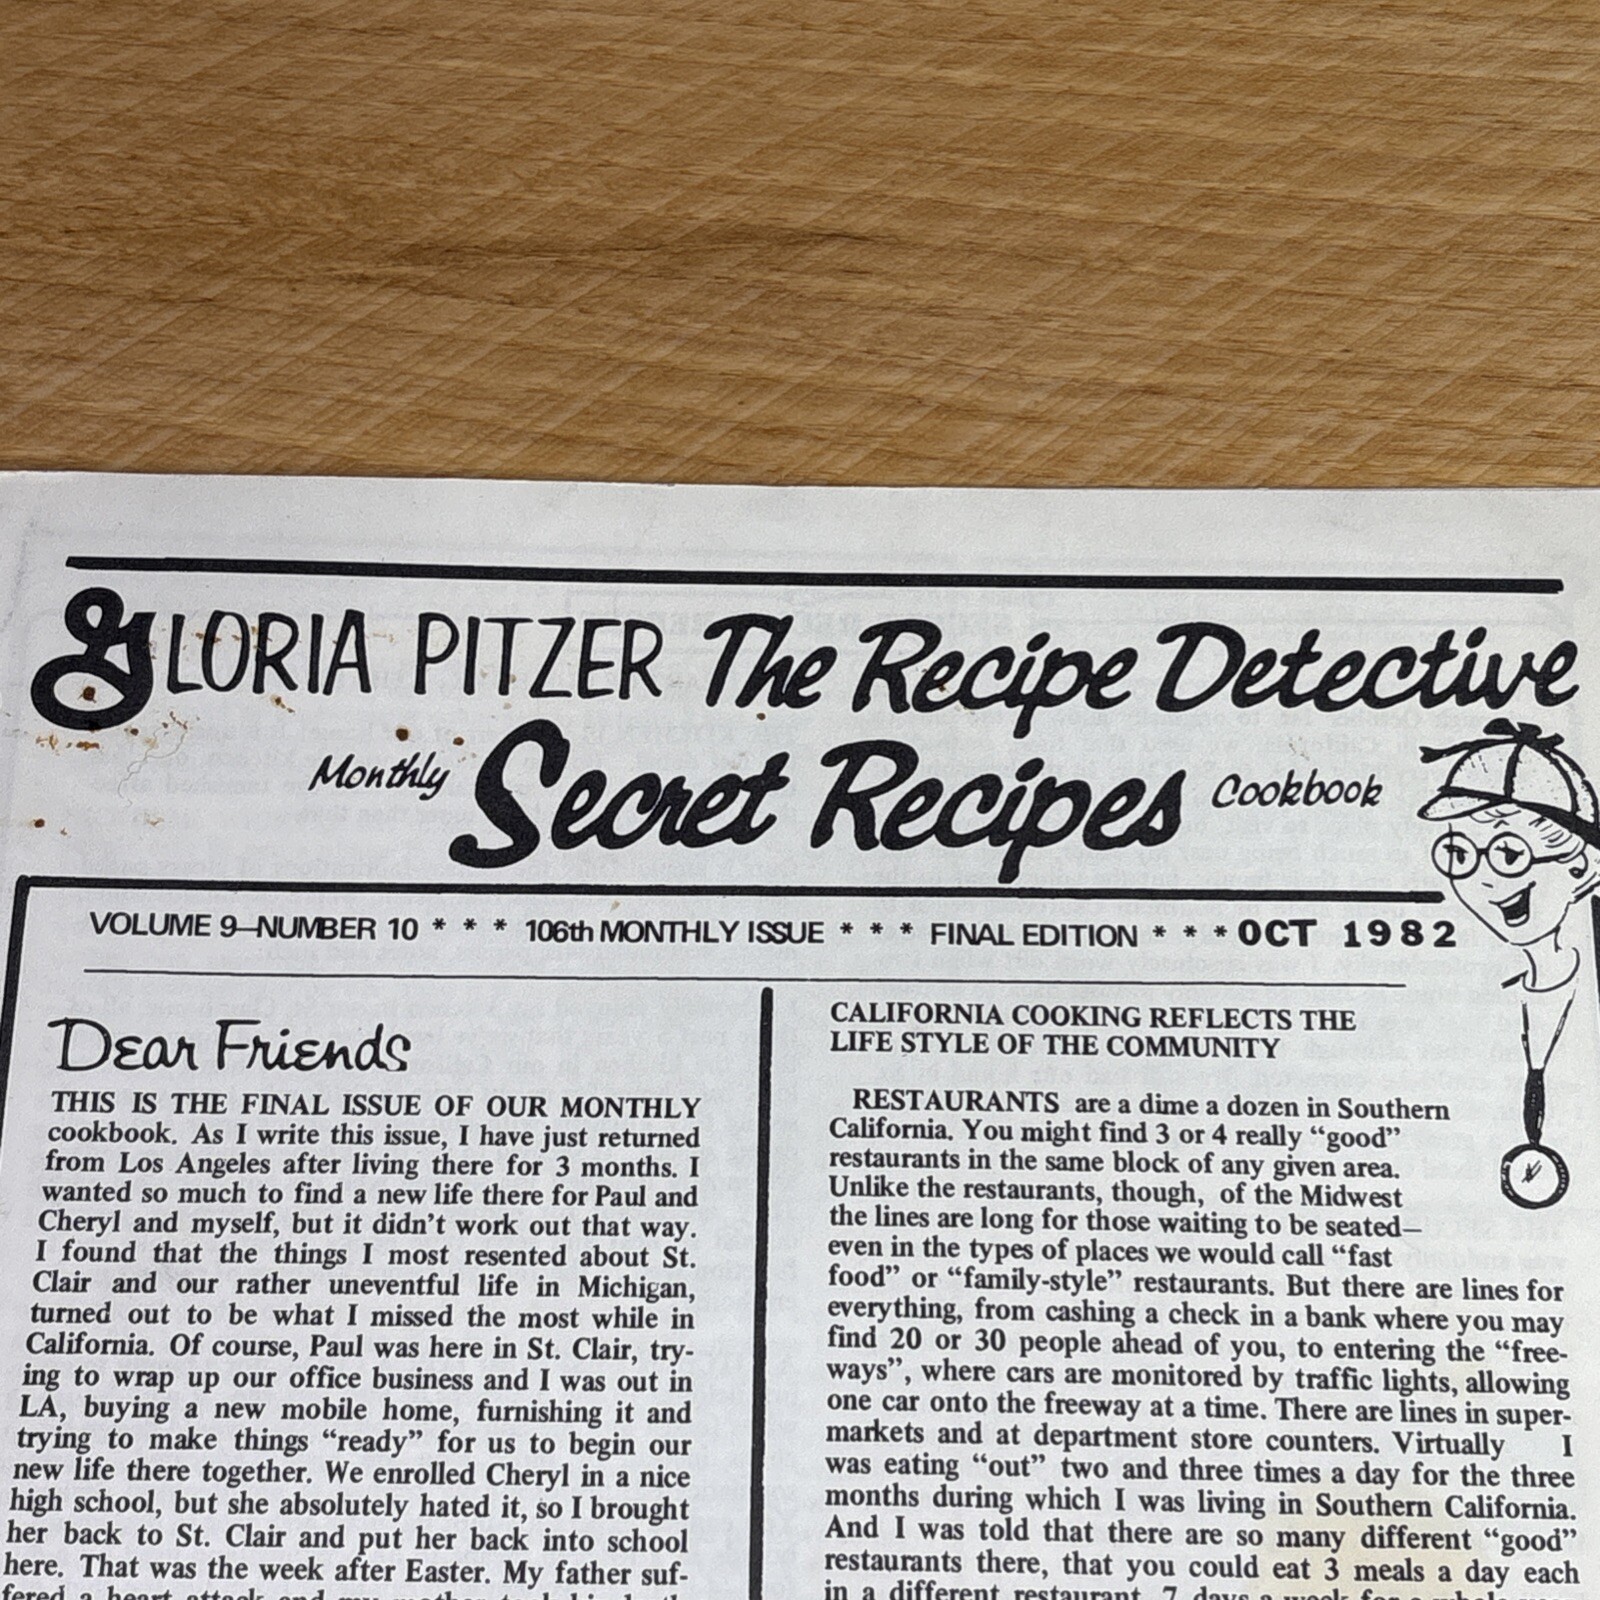 GLORIA PITZER The Recipe Detective
Monthly Secret Recipes Cookbook
VOLUME 9—NUMBER 10 * * * 106th MONTHLY ISSUE * * * FINAL EDITION * * * OCT 1982
Dear Friends
THIS IS THE FINAL ISSUE OF OUR MONTHLY
cookbook. As I write this issue, I have just returned
from Los Angeles after living there for 3 months. I
wanted so much to find a new life there for Paul and
Cheryl and myself, but it didn't work out that way.
I found that the things I most resented about St.
Clair and our rather uneventful life in Michigan,
turned out to be what I missed the most while in
California. Of course, Paul was here in St. Clair, try-
ing to wrap up our office business and I was out in
LA, buying a new mobile home, furnishing it and
trying to make things “ready” for us to begin our
new life there together. We enrolled Cheryl in a nice
high school, but she absolutely hated it, so I brought
her back to St. Clair and put her back into school
here. That was the week after Easter. My father suf-
fered a heart attack and my mother
CALIFORNIA COOKING REFLECTS THE
LIFE STYLE OF THE COMMUNITY
RESTAURANTS are a dime a dozen in Southern
California. You might find 3 or 4 really “good”
restaurants in the same block of any given area.
Unlike the restaurants, though, of the Midwest
the lines are long for those waiting to be seated—
even in the types of places we would call “fast
food” or “family-style” restaurants. But there are lines for
everything, from cashing a check in a bank where you may
find 20 or 30 people ahead of you, to entering the “free-
ways”, where cars are monitored by traffic lights, allowing
one car onto the freeway at a time. There are lines in super-
markets and at department store counters. Virtually I
was eating “out” two and three times a day for the three
months during which I was living in Southern California.
And I was told that there are so many different “good”
restaurants there, that you could eat 3 meals a day each
in a different restaurant, 7 days a week for a whole